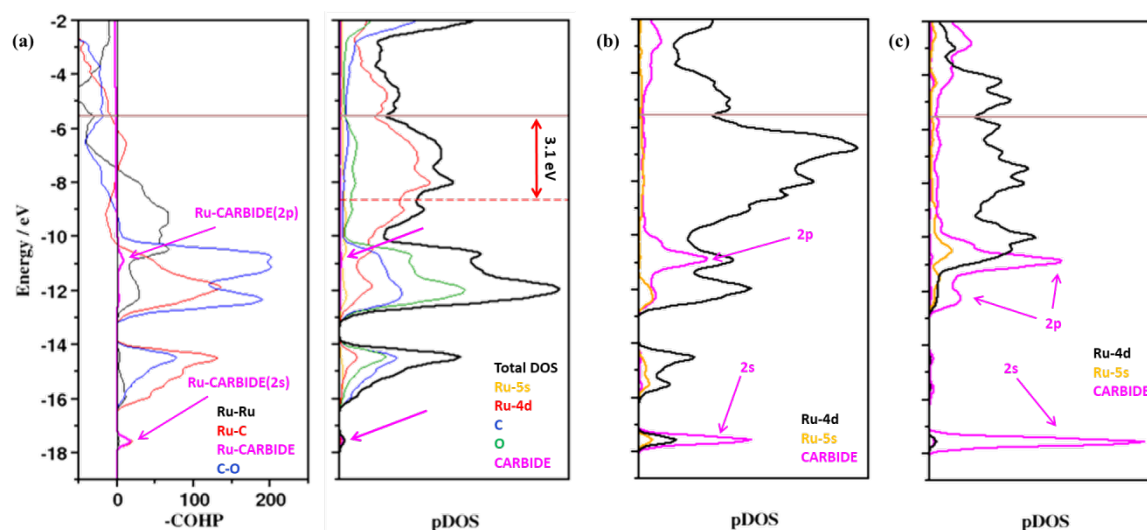 (a)
Energy / eV
-2
-4
-6
-8
-10
-12
-14
-16
-18
Ru-CARBIDE(2p)
Ru-CARBIDE(2s)
Ru-Ru
Ru-C
Ru-CARBIDE
C-O
0
100
200
-COHP
3.1 eV
Total DOS
Ru-5s
Ru-4d
C
O
CARBIDE
pDOS
(b)
2p
2s
Ru-4d
Ru-5s
CARBIDE
pDOS
(c)
2p
2s
Ru-4d
Ru-5s
CARBIDE
pDOS